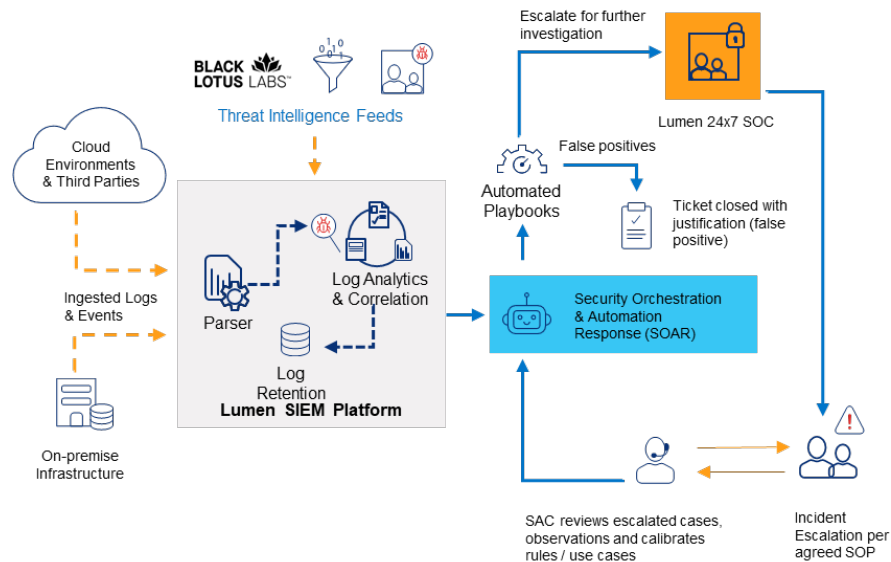 Escalate for further
investigation
BLACK
LOTUS LABS™
Threat Intelligence Feeds
Lumen 24x7 SOC
Cloud
Environments
& Third Parties
False positives
Automated
Playbooks
Ticket closed with
justification (false
positive)
Log Analytics
& Correlation
Ingested Logs
& Events
Parser
Security Orchestration
& Automation
Response (SOAR)
Log
Retention
Lumen SIEM Platform
On-premise
Infrastructure
SAC reviews escalated cases,
observations and calibrates
rules / use cases
Incident
Escalation per
agreed SOP